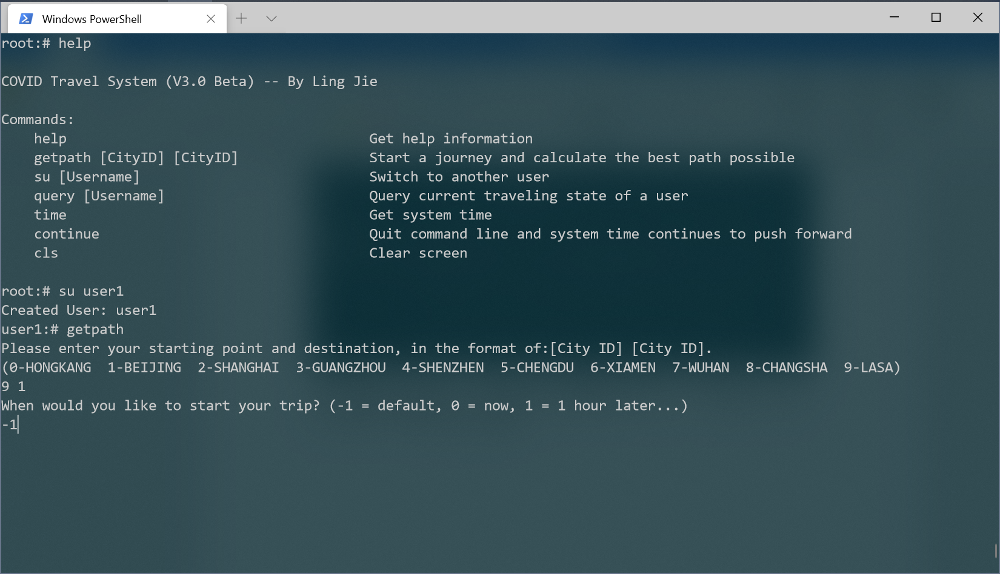 Windows PowerShell
root:# help
COVID Travel System (V3.0 Beta) -- By Ling Jie
Commands:
help Get help information
getpath [CityID] [CityID] Start a journey and calculate the best path possible
su [Username] Switch to another user
query [Username] Query current traveling state of a user
time Get system time
continue Quit command line and system time continues to push forward
cls Clear screen
root:# su user1
Created User: user1
user1:# getpath
Please enter your starting point and destination, in the format of:[City ID] [City ID].
(0-HONGKANG 1-BEIJING 2-SHANGHAI 3-GUANGZHOU 4-SHENZHEN 5-CHENGDU 6-XIAMEN 7-WUHAN 8-CHANGSHA 9-LASA)
9 1
When would you like to start your trip? (-1 = default, 0 = now, 1 = 1 hour later...)
-1